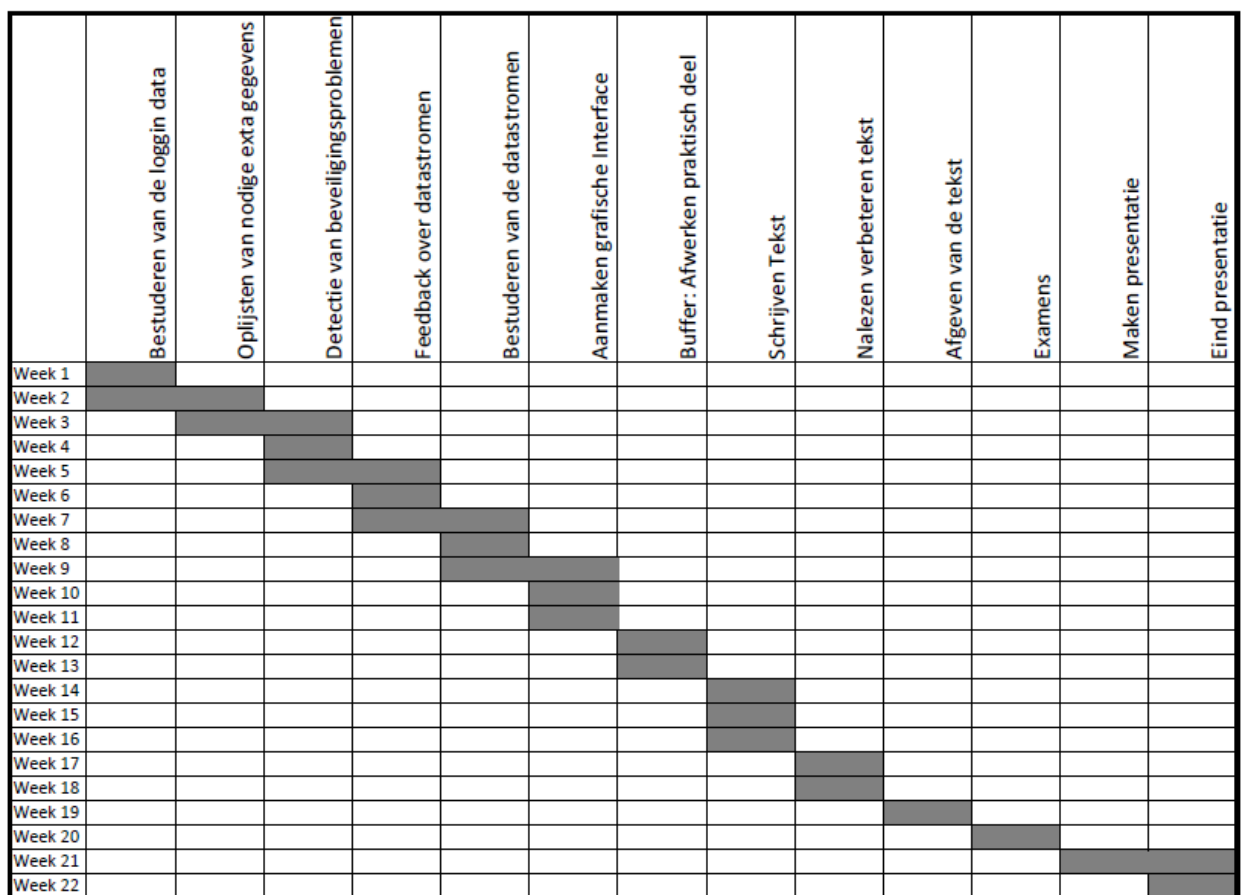 Bestuderen van de loggin data
Oplijsten van nodige exta gegevens
Detectie van beveiligingsproblemen
Feedback over datastromen
Bestuderen van de datastromen
Aanmaken grafische Interface
Buffer: Afwerken praktisch deel
Schrijven Tekst
Nalezen verbeteren tekst
Afgeven van de tekst
Examens
Maken presentatie
Eind presentatie
Week 1
Week 2
Week 3
Week 4
Week 5
Week 6
Week 7
Week 8
Week 9
Week 10
Week 11
Week 12
Week 13
Week 14
Week 15
Week 16
Week 17
Week 18
Week 19
Week 20
Week 21
Week 22